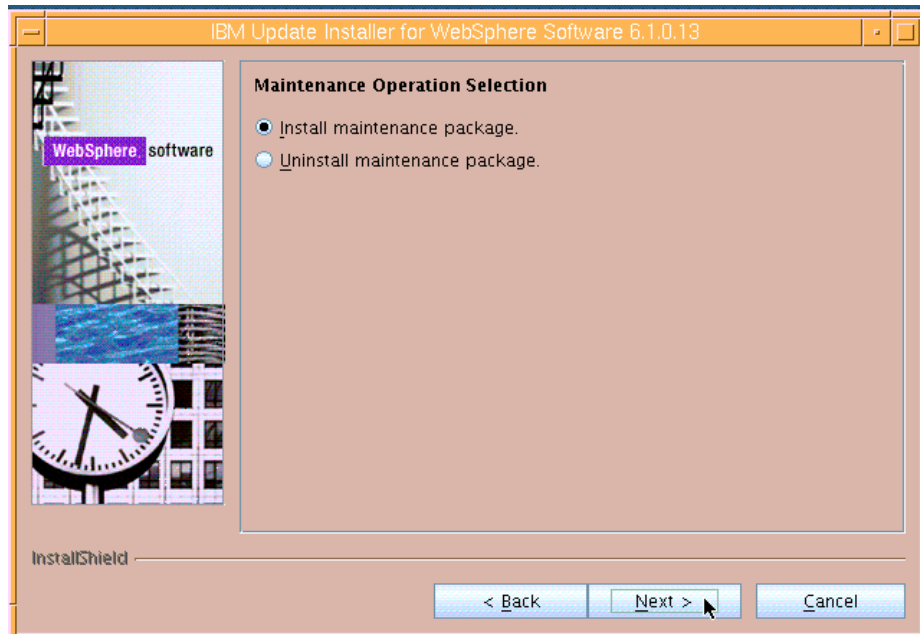 IBM Update Installer for WebSphere Software 6.1.0.13
Maintenance Operation Selection
Install maintenance package.
Uninstall maintenance package.
WebSphere. software
InstallShield
< Back
Next >
Cancel